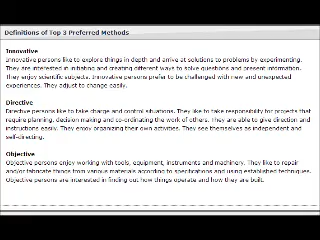 Definitions of Top 3 Preferred Methods
Innovative
Innovative persons like to explore things in depth and arrive at solutions to problems by experimenting.
They are interested in initiating and creating different ways to solve questions and present information.
They enjoy scientific subjects. Innovative persons prefer to be challenged with new and unexpected
experiences. They adjust to change easily.
Directive
Directive persons like to take charge and control situations. They like to take responsibility for projects that
require planning, decision making and co-ordinating the work of others. They are able to give direction and
instructions easily. They enjoy organizing their own activities. They see themselves as independent and
self-directing.
Objective
Objective persons enjoy working with tools, equipment, instruments and machinery. They like to repair
and/or fabricate things from various materials according to specifications and using established techniques.
Objective persons are interested in finding out how things operate and how they are built.